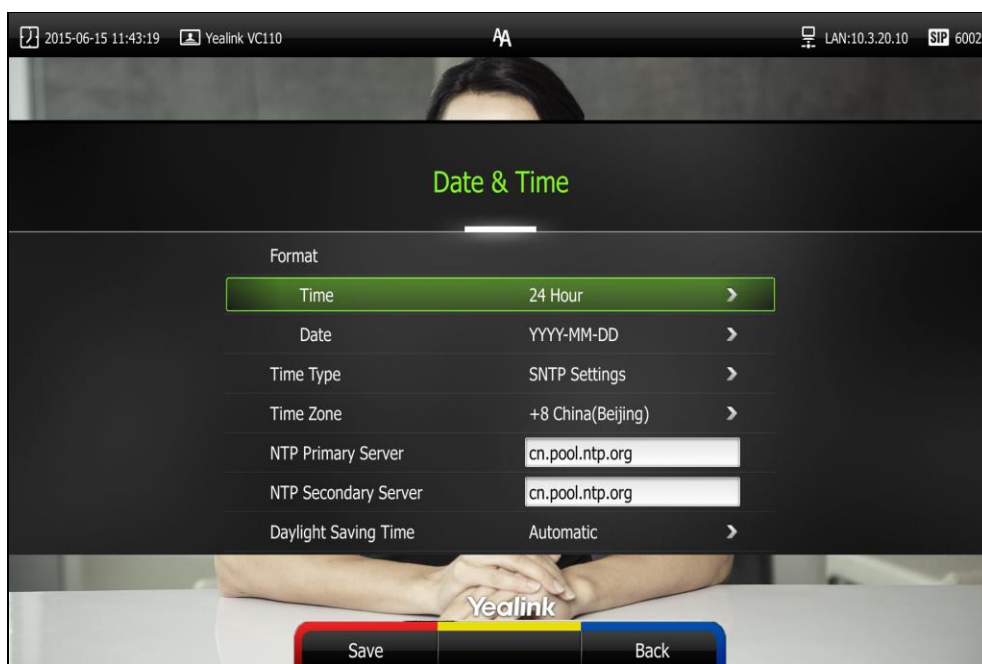 2015-06-15 11:43:19 Yealink VC110 AA LAN:10.3.20.10 SIP 6002
Date & Time
Format
Time 24 Hour
Date YYYY-MM-DD
Time Type SNTP Settings
Time Zone +8 China(Beijing)
NTP Primary Server cn.pool.ntp.org
NTP Secondary Server cn.pool.ntp.org
Daylight Saving Time Automatic
Yealink
Save Back